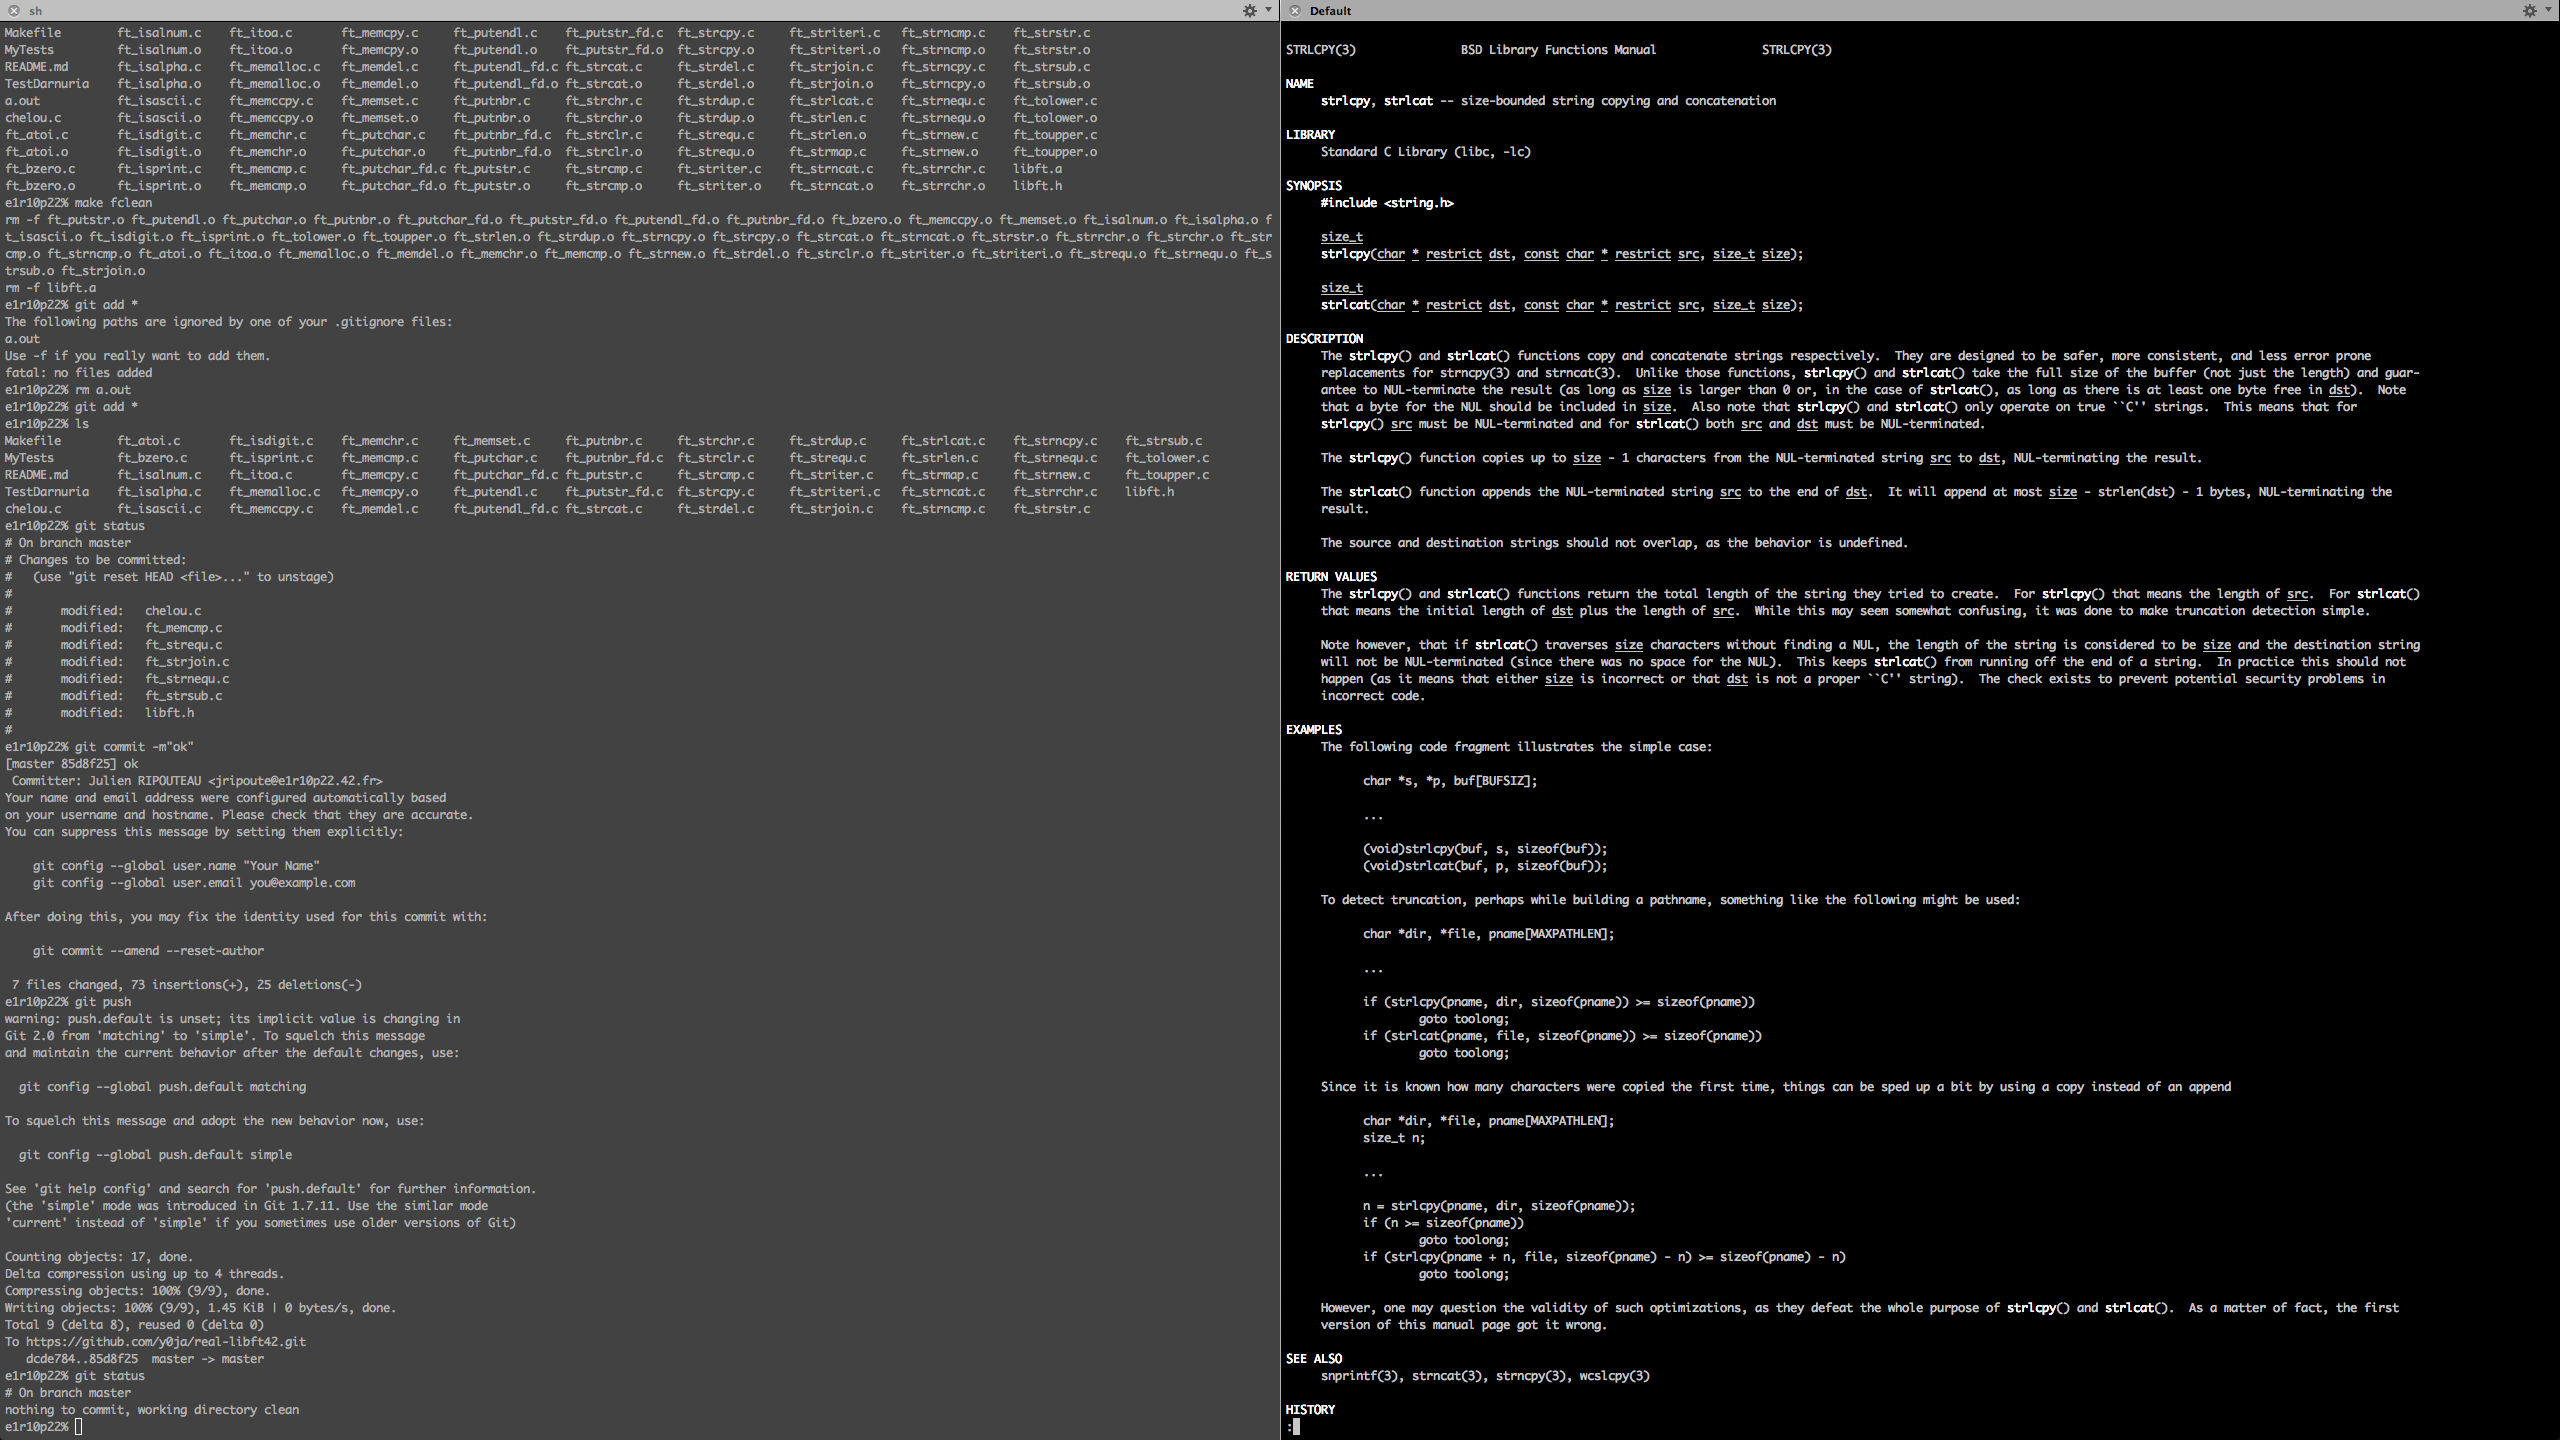 sh
Makefile        ft_isalnum.c    ft_itoa.c       ft_memcpy.c     ft_putendl.c    ft_putstr_fd.c  ft_strcpy.c     ft_striteri.c   ft_strncmp.c    ft_strstr.c
MyTests         ft_isalnum.o    ft_itoa.o       ft_memcpy.o     ft_putendl.o    ft_putstr_fd.o  ft_strcpy.o     ft_striteri.o   ft_strncmp.o    ft_strstr.o
README.md       ft_isalpha.c    ft_memalloc.c   ft_memdel.c     ft_putendl_fd.c ft_strcat.c     ft_strdel.c     ft_strjoin.c    ft_strncpy.c    ft_strsub.c
TestDarnuria    ft_isalpha.o    ft_memalloc.o   ft_memdel.o     ft_putendl_fd.o ft_strcat.o     ft_strdel.o     ft_strjoin.o    ft_strncpy.o    ft_strsub.o
a.out           ft_isascii.c    ft_memccpy.c    ft_memset.c     ft_putnbr.c     ft_strchr.c     ft_strdup.c     ft_strlcat.c    ft_strnequ.c    ft_tolower.c
chelou.c        ft_isascii.o    ft_memccpy.o    ft_memset.o     ft_putnbr.o     ft_strchr.o     ft_strdup.o     ft_strlen.c     ft_strnequ.o    ft_tolower.o
ft_atoi.c       ft_isdigit.c    ft_memchr.c     ft_putchar.c    ft_putnbr_fd.c  ft_strclr.c     ft_strequ.c     ft_strlen.o     ft_strnew.c     ft_toupper.c
ft_atoi.o       ft_isdigit.o    ft_memchr.o     ft_putchar.o    ft_putnbr_fd.o  ft_strclr.o     ft_strequ.o     ft_strmap.c     ft_strnew.o     ft_toupper.o
ft_bzero.c      ft_isprint.c    ft_memcmp.c     ft_putchar_fd.c ft_putstr.c     ft_strcmp.c     ft_striter.c    ft_strncat.c    ft_strrchr.c    libft.a
ft_bzero.o      ft_isprint.o    ft_memcmp.o     ft_putchar_fd.o ft_putstr.o     ft_strcmp.o     ft_striter.o    ft_strncat.o    ft_strrchr.o    libft.h
e1r10p22% make fclean
rm -f ft_putstr.o ft_putendl.o ft_putchar.o ft_putnbr.o ft_putchar_fd.o ft_putstr_fd.o ft_putendl_fd.o ft_putnbr_fd.o ft_bzero.o ft_memccpy.o ft_memset.o ft_isalnum.o ft_isalpha.o f
t_isascii.o ft_isdigit.o ft_isprint.o ft_tolower.o ft_toupper.o ft_strlen.o ft_strdup.o ft_strncpy.o ft_strcpy.o ft_strcat.o ft_strncat.o ft_strstr.o ft_strrchr.o ft_strchr.o ft_str
cmp.o ft_strncmp.o ft_atoi.o ft_itoa.o ft_memalloc.o ft_memdel.o ft_memchr.o ft_memcmp.o ft_strnew.o ft_strdel.o ft_strclr.o ft_striter.o ft_striteri.o ft_strequ.o ft_strnequ.o ft_s
trsub.o ft_strjoin.o
rm -f libft.a
e1r10p22% git add *
The following paths are ignored by one of your .gitignore files:
a.out
Use -f if you really want to add them.
fatal: no files added
e1r10p22% rm a.out
e1r10p22% git add *
e1r10p22% ls
Makefile        ft_atoi.c       ft_isdigit.c    ft_memchr.c     ft_memset.c     ft_putnbr.c     ft_strchr.c     ft_strdup.c     ft_strlcat.c    ft_strncpy.c    ft_strsub.c
MyTests         ft_bzero.c      ft_isprint.c    ft_memcmp.c     ft_putchar.c    ft_putnbr_fd.c  ft_strclr.c     ft_strequ.c     ft_strlen.c     ft_strnequ.c    ft_tolower.c
README.md       ft_isalnum.c    ft_itoa.c       ft_memcpy.c     ft_putchar_fd.c ft_putstr.c     ft_strcmp.c     ft_striter.c    ft_strmap.c     ft_strnew.c     ft_toupper.c
TestDarnuria    ft_isalpha.c    ft_memalloc.c   ft_memcpy.o     ft_putendl.c    ft_putstr_fd.c  ft_strcpy.c     ft_striteri.c   ft_strncat.c    ft_strrchr.c    libft.h
chelou.c        ft_isascii.c    ft_memccpy.c    ft_memdel.c     ft_putendl_fd.c ft_strcat.c     ft_strdel.c     ft_strjoin.c    ft_strncmp.c    ft_strstr.c
e1r10p22% git status
# On branch master
# Changes to be committed:
#   (use "git reset HEAD <file>..." to unstage)
#
#       modified:   chelou.c
#       modified:   ft_memcmp.c
#       modified:   ft_strequ.c
#       modified:   ft_strjoin.c
#       modified:   ft_strnequ.c
#       modified:   ft_strsub.c
#       modified:   libft.h
#
e1r10p22% git commit -m"ok"
[master 85d8f25] ok
 Committer: Julien RIPOUTEAU <jripoute@e1r10p22.42.fr>
Your name and email address were configured automatically based
on your username and hostname. Please check that they are accurate.
You can suppress this message by setting them explicitly:
    git config --global user.name "Your Name"
    git config --global user.email you@example.com
After doing this, you may fix the identity used for this commit with:
    git commit --amend --reset-author
 7 files changed, 73 insertions(+), 25 deletions(-)
e1r10p22% git push
warning: push.default is unset; its implicit value is changing in
Git 2.0 from 'matching' to 'simple'. To squelch this message
and maintain the current behavior after the default changes, use:
  git config --global push.default matching
To squelch this message and adopt the new behavior now, use:
  git config --global push.default simple
See 'git help config' and search for 'push.default' for further information.
(the 'simple' mode was introduced in Git 1.7.11. Use the similar mode
'current' instead of 'simple' if you sometimes use older versions of Git)
Counting objects: 17, done.
Delta compression using up to 4 threads.
Compressing objects: 100% (9/9), done.
Writing objects: 100% (9/9), 1.45 KiB | 0 bytes/s, done.
Total 9 (delta 8), reused 0 (delta 0)
To https://github.com/y0ja/real-libft42.git
   dcde784..85d8f25  master -> master
e1r10p22% git status
# On branch master
nothing to commit, working directory clean
e1r10p22%
Default
STRLCPY(3)               BSD Library Functions Manual               STRLCPY(3)
NAME
     strlcpy, strlcat -- size-bounded string copying and concatenation
LIBRARY
     Standard C Library (libc, -lc)
SYNOPSIS
     #include <string.h>
     size_t
     strlcpy(char * restrict dst, const char * restrict src, size_t size);
     size_t
     strlcat(char * restrict dst, const char * restrict src, size_t size);
DESCRIPTION
     The strlcpy() and strlcat() functions copy and concatenate strings respectively.  They are designed to be safer, more consistent, and less error prone
     replacements for strncpy(3) and strncat(3).  Unlike those functions, strlcpy() and strlcat() take the full size of the buffer (not just the length) and guar-
     antee to NUL-terminate the result (as long as size is larger than 0 or, in the case of strlcat(), as long as there is at least one byte free in dst).  Note
     that a byte for the NUL should be included in size.  Also note that strlcpy() and strlcat() only operate on true ``C'' strings.  This means that for
     strlcpy() src must be NUL-terminated and for strlcat() both src and dst must be NUL-terminated.
     The strlcpy() function copies up to size - 1 characters from the NUL-terminated string src to dst, NUL-terminating the result.
     The strlcat() function appends the NUL-terminated string src to the end of dst.  It will append at most size - strlen(dst) - 1 bytes, NUL-terminating the
     result.
     The source and destination strings should not overlap, as the behavior is undefined.
RETURN VALUES
     The strlcpy() and strlcat() functions return the total length of the string they tried to create.  For strlcpy() that means the length of src.  For strlcat()
     that means the initial length of dst plus the length of src.  While this may seem somewhat confusing, it was done to make truncation detection simple.
     Note however, that if strlcat() traverses size characters without finding a NUL, the length of the string is considered to be size and the destination string
     will not be NUL-terminated (since there was no space for the NUL).  This keeps strlcat() from running off the end of a string.  In practice this should not
     happen (as it means that either size is incorrect or that dst is not a proper ``C'' string).  The check exists to prevent potential security problems in
     incorrect code.
EXAMPLES
     The following code fragment illustrates the simple case:
           char *s, *p, buf[BUFSIZ];
           ...
           (void)strlcpy(buf, s, sizeof(buf));
           (void)strlcat(buf, p, sizeof(buf));
     To detect truncation, perhaps while building a pathname, something like the following might be used:
           char *dir, *file, pname[MAXPATHLEN];
           ...
           if (strlcpy(pname, dir, sizeof(pname)) >= sizeof(pname))
                   goto toolong;
           if (strlcat(pname, file, sizeof(pname)) >= sizeof(pname))
                   goto toolong;
     Since it is known how many characters were copied the first time, things can be sped up a bit by using a copy instead of an append
           char *dir, *file, pname[MAXPATHLEN];
           size_t n;
           ...
           n = strlcpy(pname, dir, sizeof(pname));
           if (n >= sizeof(pname))
                   goto toolong;
           if (strlcpy(pname + n, file, sizeof(pname) - n) >= sizeof(pname) - n)
                   goto toolong;
     However, one may question the validity of such optimizations, as they defeat the whole purpose of strlcpy() and strlcat().  As a matter of fact, the first
     version of this manual page got it wrong.
SEE ALSO
     snprintf(3), strncat(3), strncpy(3), wcslcpy(3)
HISTORY
: